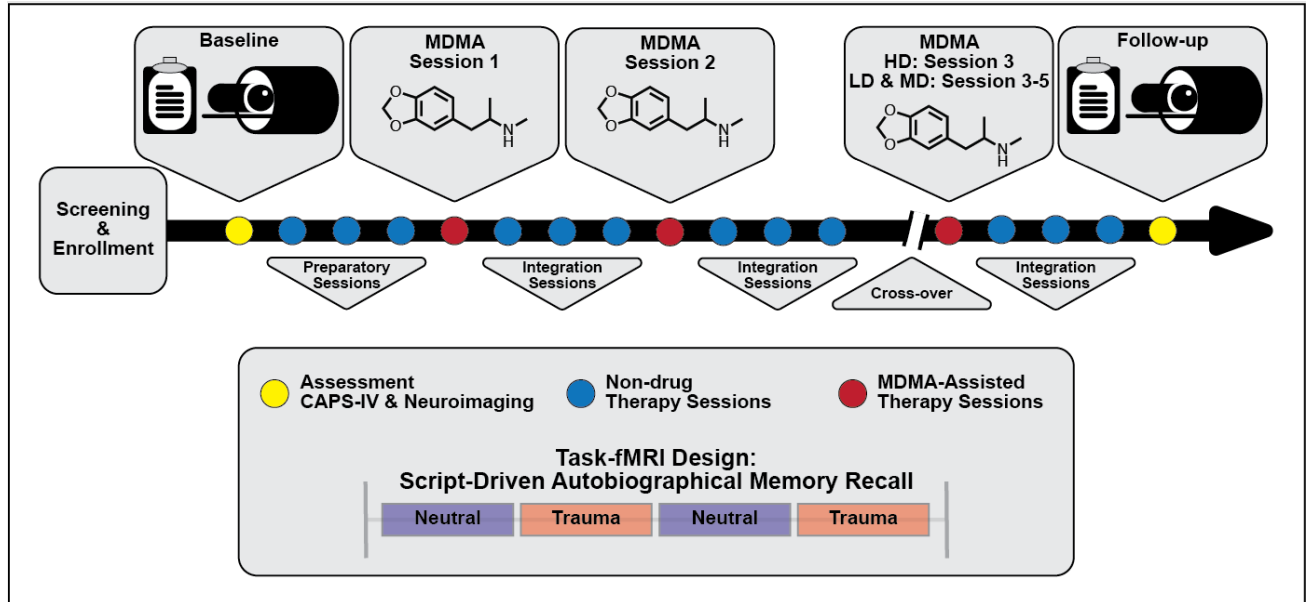 Baseline
MDMA
Session 1
MDMA
Session 2
MDMA
HD: Session 3
LD & MD: Session 3-5
Follow-up
O
O
N
H
O
O
N
H
O
O
N
H
Screening
&
Enrollment
Preparatory
Sessions
Integration
Sessions
Integration
Sessions
Cross-over
Integration
Sessions
Assessment
CAPS-IV & Neuroimaging
Non-drug
Therapy Sessions
MDMA-Assisted
Therapy Sessions
Task-fMRI Design:
Script-Driven Autobiographical Memory Recall
Neutral
Trauma
Neutral
Trauma